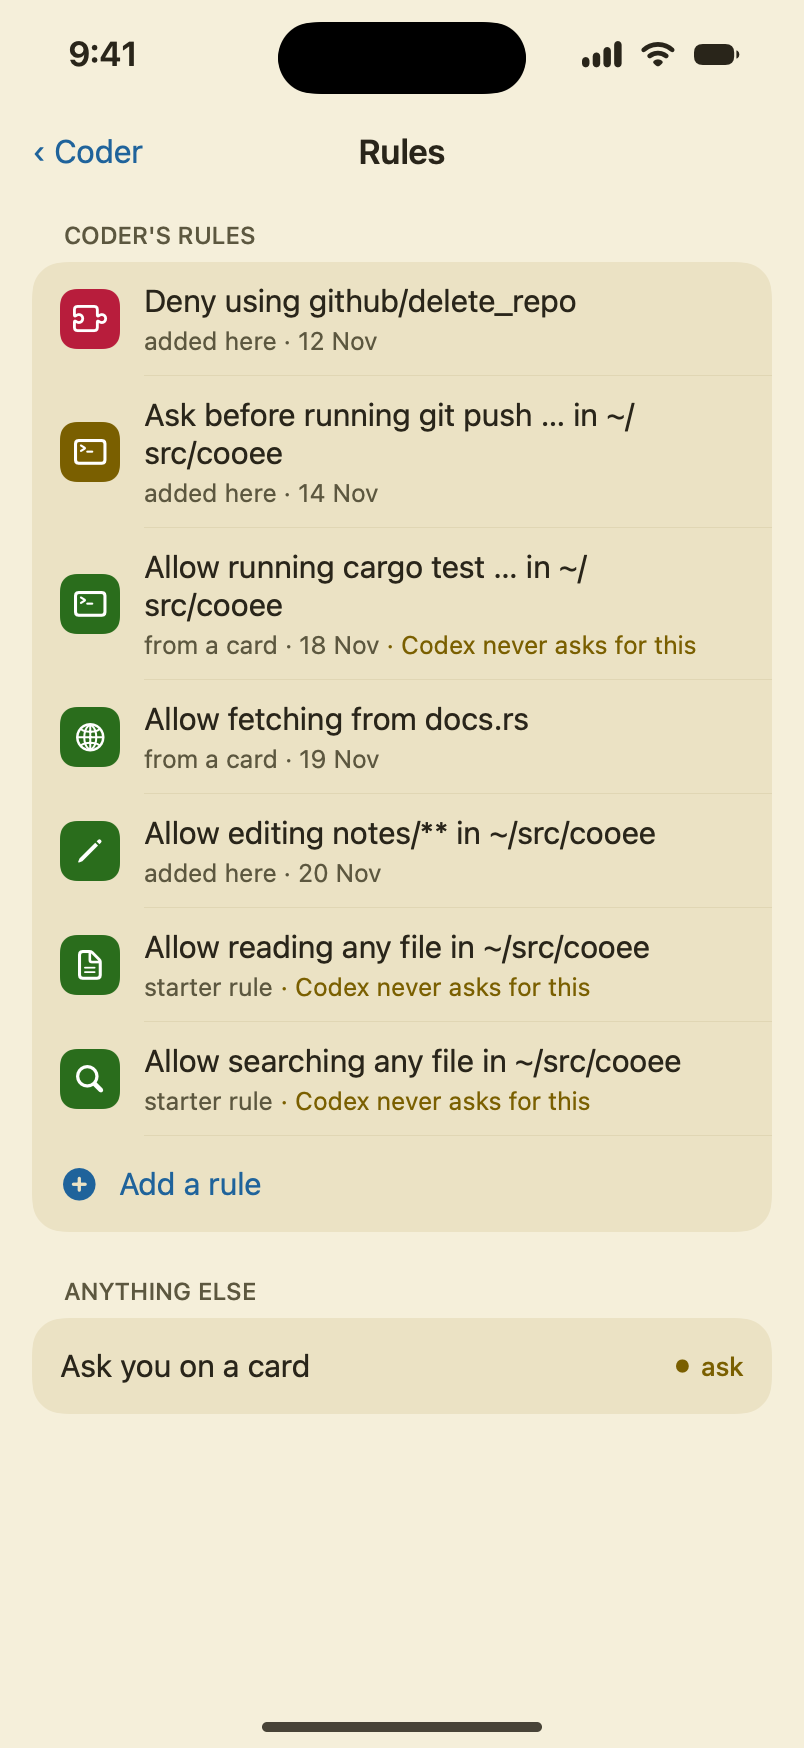 9:41
‹ Coder
Rules
CODER'S RULES
Deny using github/delete_repo
added here · 12 Nov
Ask before running git push ... in ~/
src/cooee
added here · 14 Nov
Allow running cargo test ... in ~/
src/cooee
from a card · 18 Nov · Codex never asks for this
Allow fetching from docs.rs
from a card · 19 Nov
Allow editing notes/** in ~/src/cooee
added here · 20 Nov
Allow reading any file in ~/src/cooee
starter rule · Codex never asks for this
Allow searching any file in ~/src/cooee
starter rule · Codex never asks for this
Add a rule
ANYTHING ELSE
Ask you on a card
ask